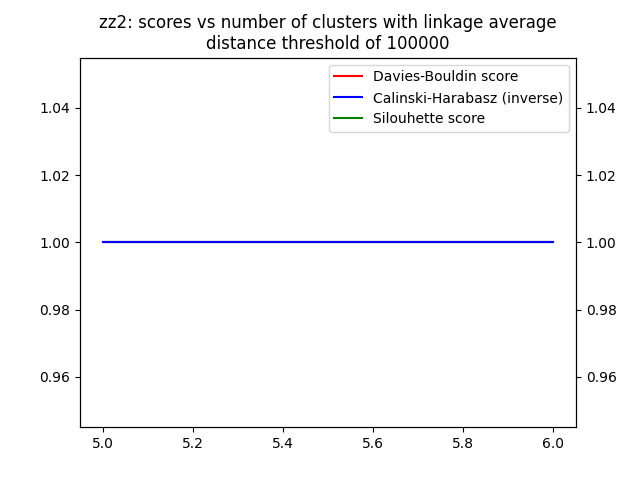 zz2: scores vs number of clusters with linkage average
distance threshold of 100000
Davies-Bouldin score
Calinski-Harabasz (inverse)
Silouhette score
1.04
1.02
1.00
0.98
0.96
1.04
1.02
1.00
0.98
0.96
5.0 5.2 5.4 5.6 5.8 6.0